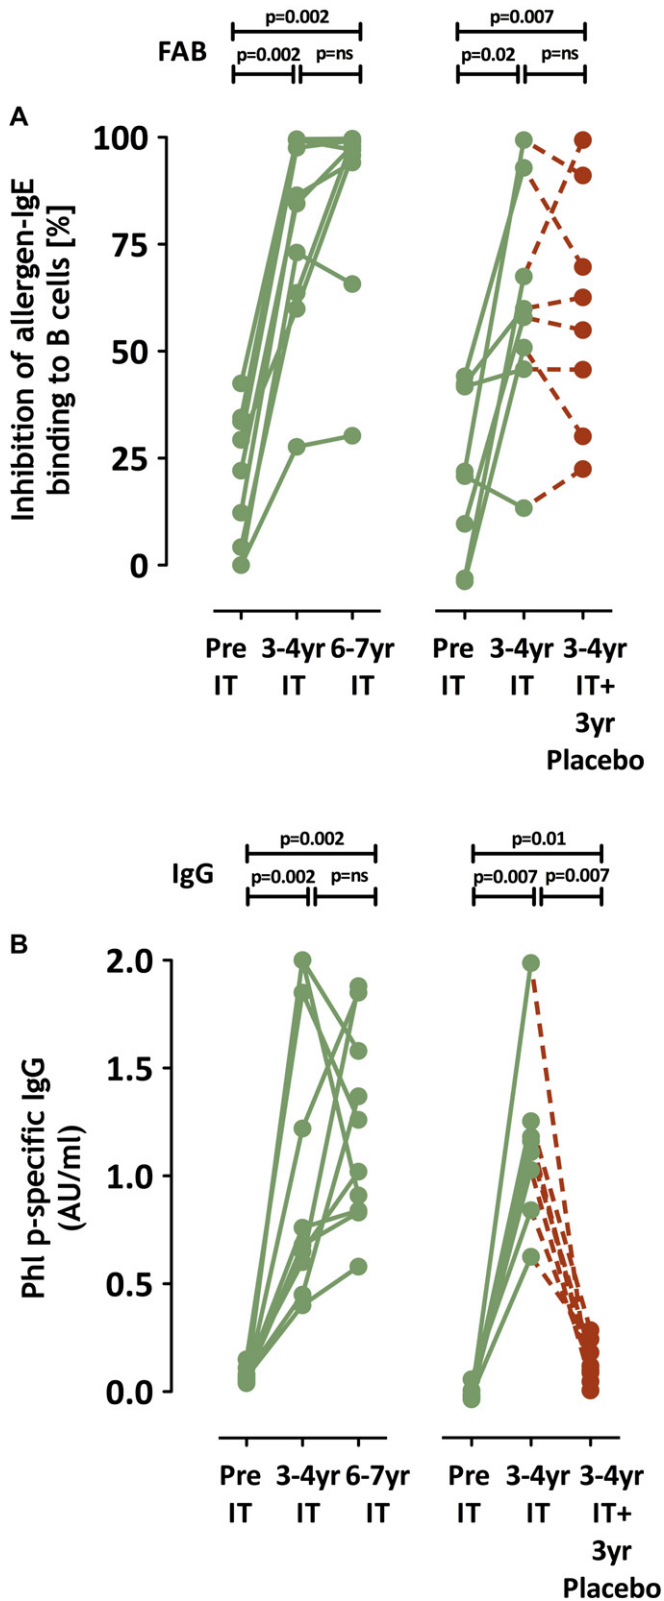 p=0.002
p=0.007
FAB
p=0.002
p=ns
p=0.02
p=ns
A
Inhibition of allergen-IgE
binding to B cells [%]
100
75
50
25
0
Pre 3-4yr 6-7yr
IT IT IT
Pre 3-4yr 3-4yr
IT IT IT+
3yr
Placebo
p=0.002
p=0.01
IgG
p=0.002
p=ns
p=0.007
p=0.007
B
Phl p-specific IgG
(AU/ml)
2.0
1.5
1.0
0.5
0.0
Pre 3-4yr 6-7yr
IT IT IT
Pre 3-4yr 3-4yr
IT IT IT+
3yr
Placebo